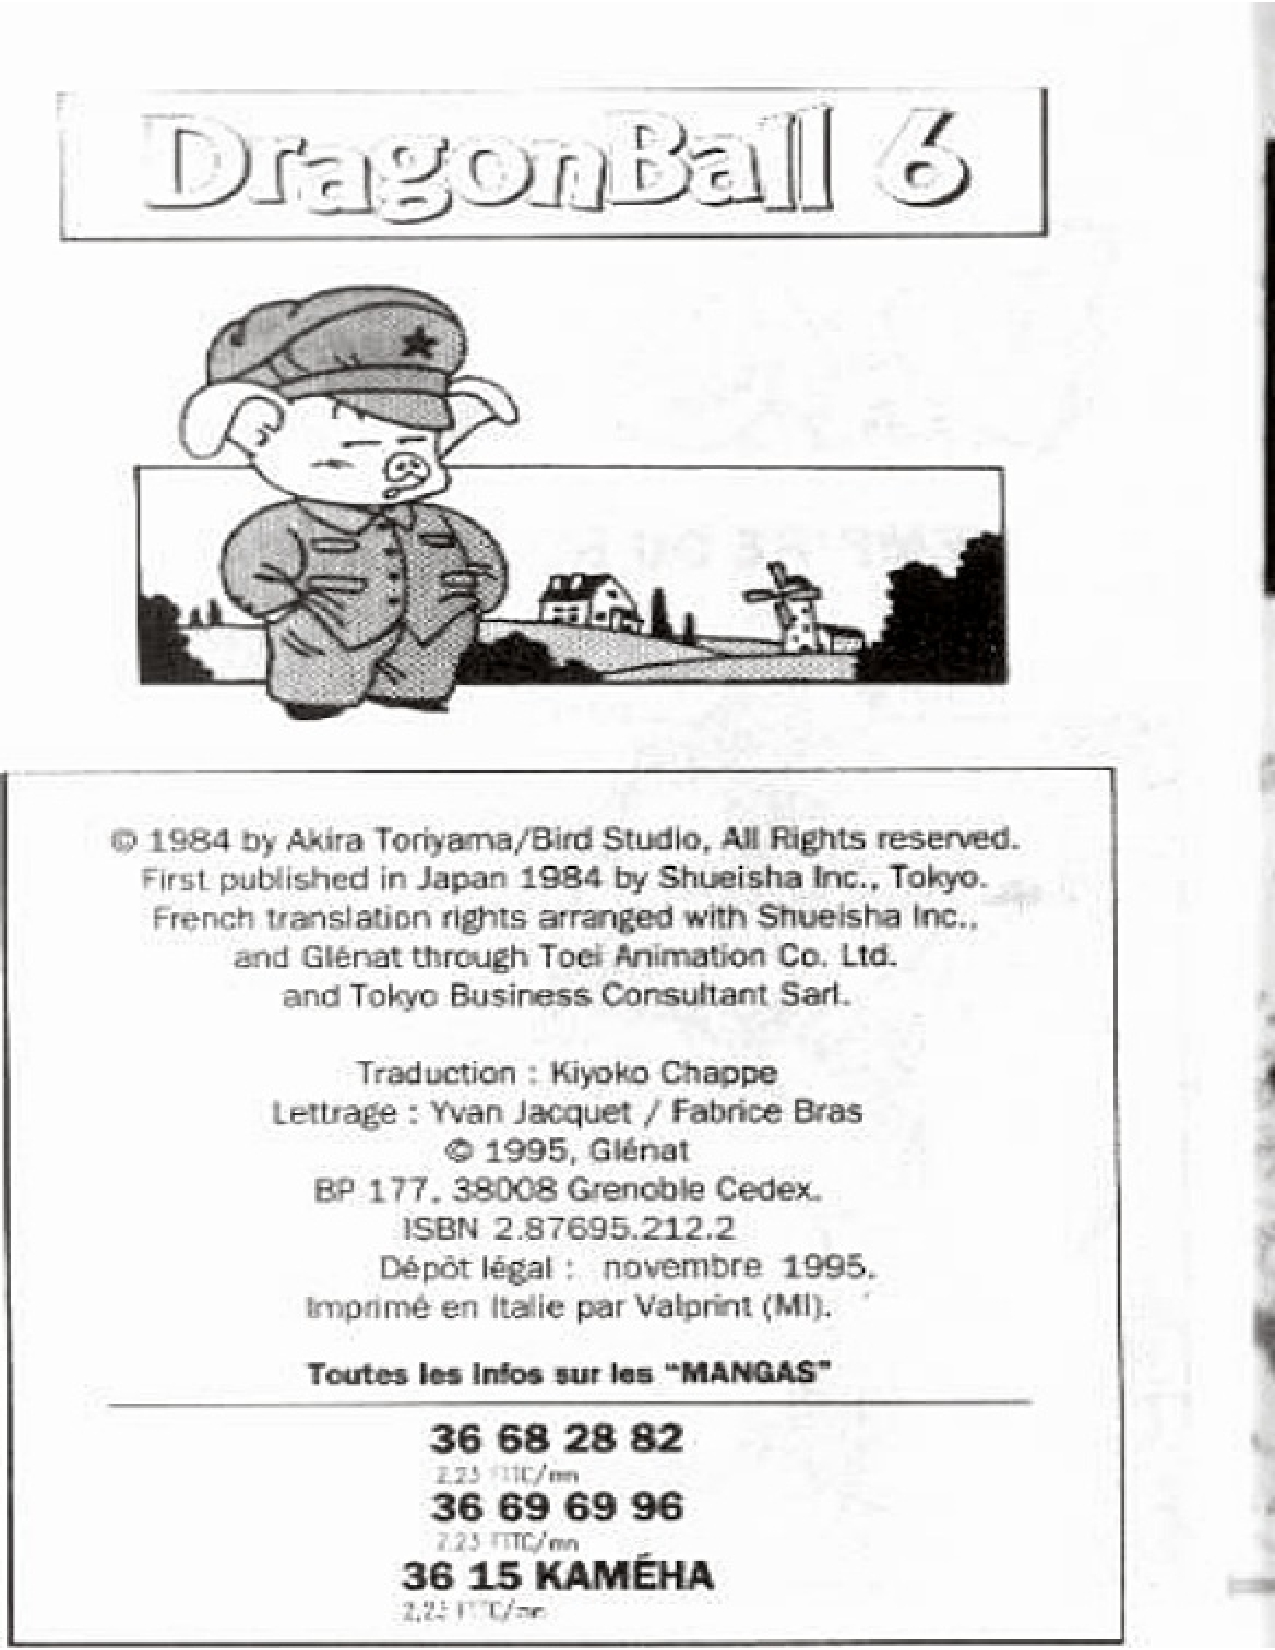 DragonBall 6
© 1984 by Akira Toriyama/Bird Studio, All Rights reserved.
First published in Japan 1984 by Shueisha Inc., Tokyo.
French translation rights arranged with Shueisha Inc.,
and Glénat through Toei Animation Co. Ltd.
and Tokyo Business Consultant Sarl.
Traduction : Kiyoko Chappe
Lettrage : Yvan Jacquet / Fabrice Bras
© 1995, Glénat
BP 177, 38008 Grenoble Cedex.
ISBN 2.87695.212.2
Dépôt légal : novembre 1995.
Imprimé en Italie par Valprint (MI).
Toutes les infos sur les "MANGAS"
36 68 28 82
2,23 FTTC/mn
36 69 69 96
2,23 FTTC/mn
36 15 KAMÉHA
2,23 FTTC/mn